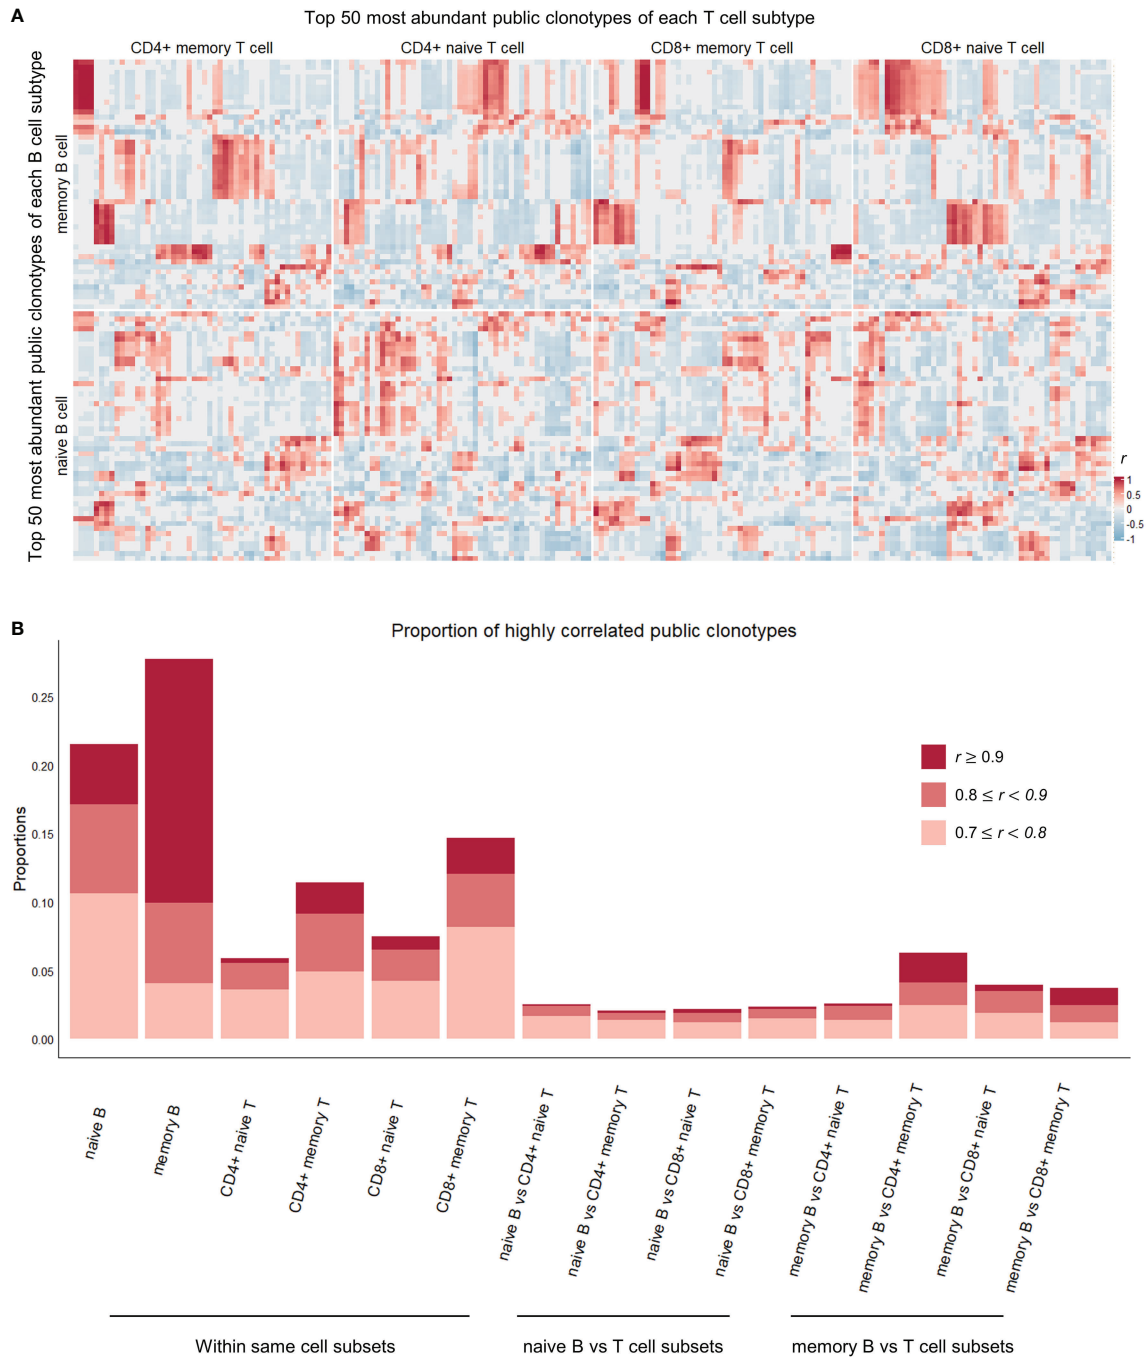 A
Top 50 most abundant public clonotypes of each T cell subtype
CD4+ memory T cell
CD4+ naive T cell
CD8+ memory T cell
CD8+ naive T cell
Top 50 most abundant public clonotypes of each B cell subtype
memory B cell
naive B cell
r
1
0.5
0
-0.5
-1
B
Proportion of highly correlated public clonotypes
Proportions
0.25
0.20
0.15
0.10
0.05
0.00
r ≥ 0.9
0.8 ≤ r < 0.9
0.7 ≤ r < 0.8
naive B
memory B
CD4+ naive T
CD4+ memory T
CD8+ naive T
CD8+ memory T
naive B vs CD4+ naive T
naive B vs CD4+ memory T
naive B vs CD8+ naive T
naive B vs CD8+ memory T
memory B vs CD4+ naive T
memory B vs CD4+ memory T
memory B vs CD8+ naive T
memory B vs CD8+ memory T
Within same cell subsets
naive B vs T cell subsets
memory B vs T cell subsets